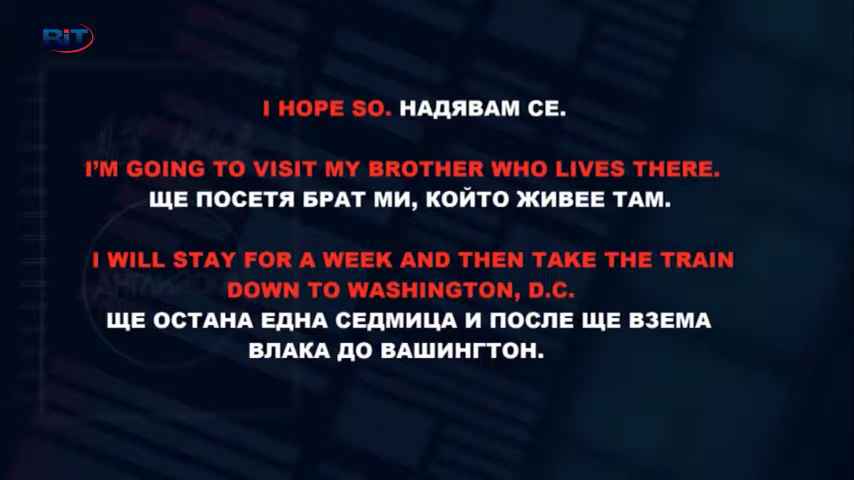 BiT
I HOPE SO. НАДЯВАМ СЕ.
I'M GOING TO VISIT MY BROTHER WHO LIVES THERE.
ЩЕ ПОСЕТЯ БРАТ МИ, КОЙТО ЖИВЕЕ ТАМ.
I WILL STAY FOR A WEEK AND THEN TAKE THE TRAIN
DOWN TO WASHINGTON, D.C.
ЩЕ ОСТАНА ЕДНА СЕДМИЦА И ПОСЛЕ ЩЕ ВЗЕМА
ВЛАКА ДО ВАШИНГТОН.